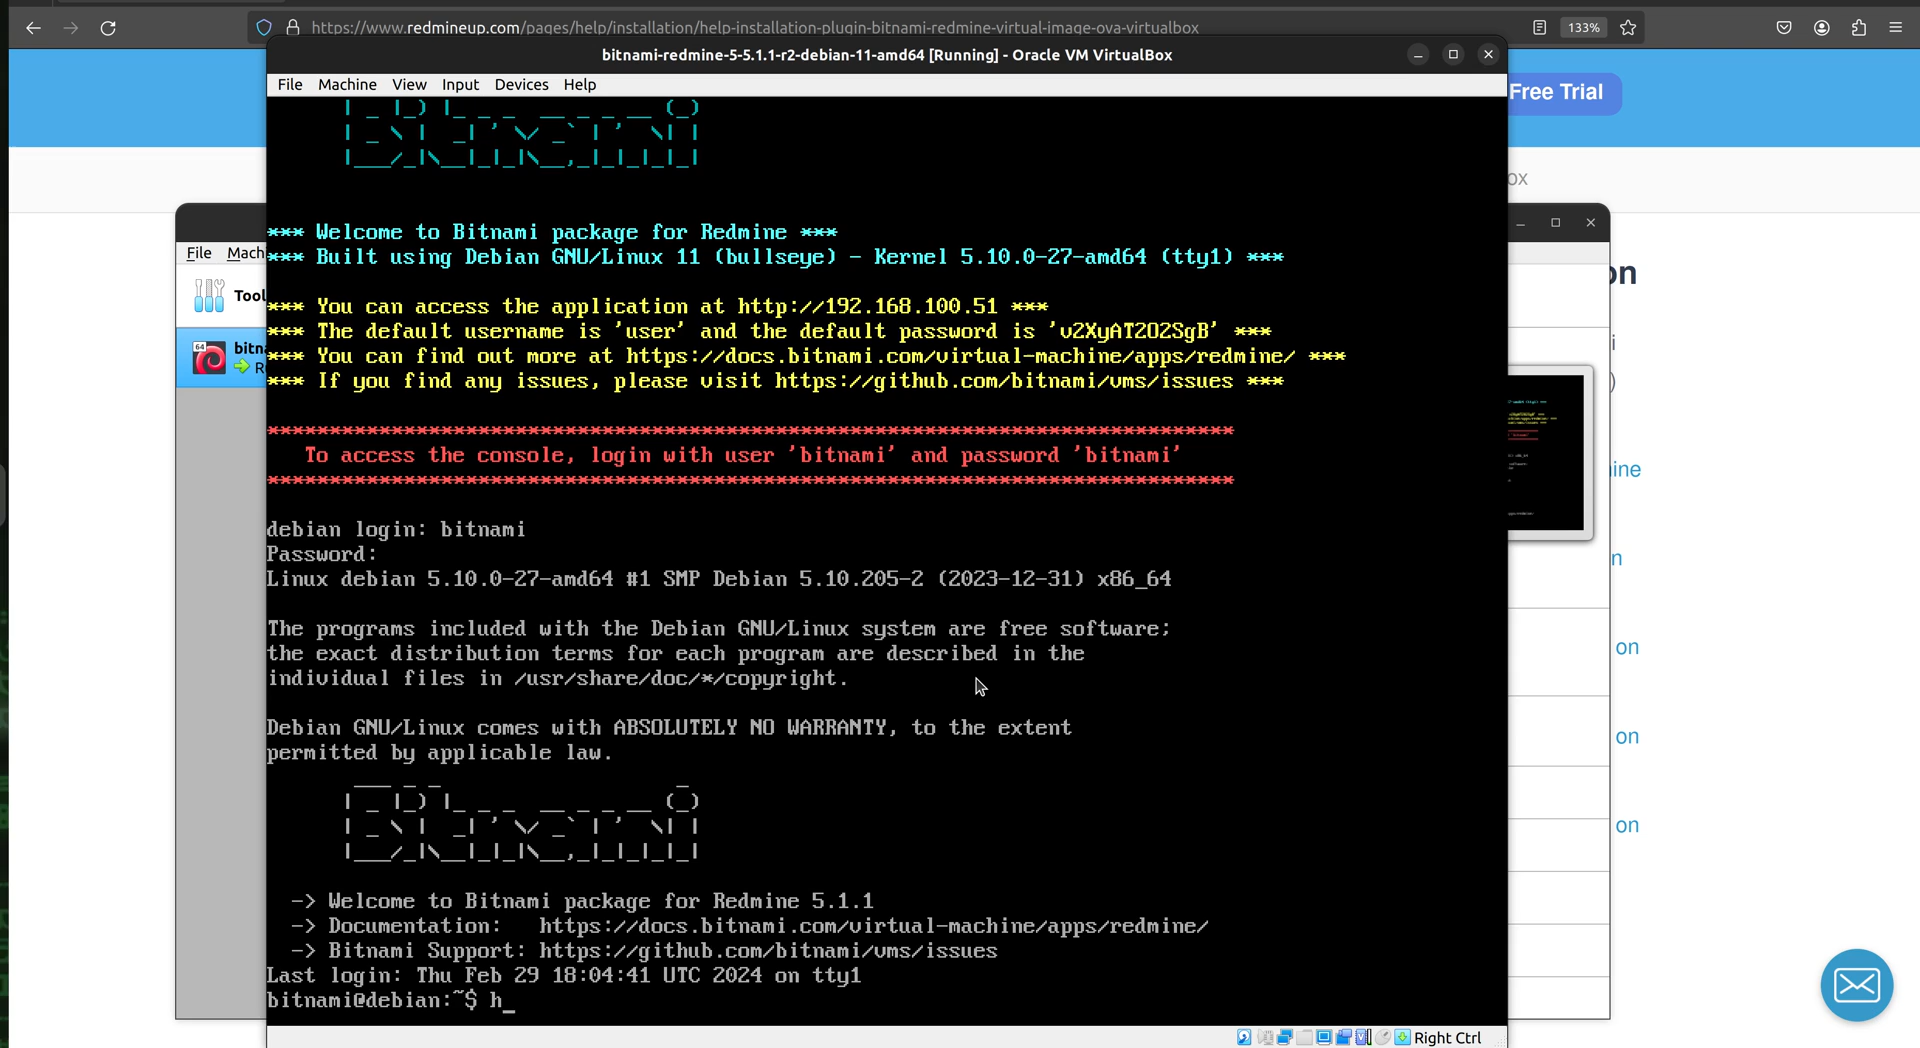 https://www.redmineup.com/pages/help/installation/help-installation-plugin-bitnami-redmine-virtual-image-ova-virtualbox
133%
bitnami-redmine-5-5.1.1-r2-debian-11-amd64 [Running] - Oracle VM VirtualBox
File Machine View Input Devices Help
Free Trial
ox
File Mach
Tool
64
bitna
R
on
*** Welcome to Bitnami package for Redmine ***
*** Built using Debian GNU/Linux 11 (bullseye) - Kernel 5.10.0-27-amd64 (tty1) ***
*** You can access the application at http://192.168.100.51 ***
*** The default username is 'user' and the default password is 'v2XyAT2O2SgB' ***
*** You can find out more at https://docs.bitnami.com/virtual-machine/apps/redmine/ ***
*** If you find any issues, please visit https://github.com/bitnami/vms/issues ***
******************************************************************************
To access the console, login with user 'bitnami' and password 'bitnami'
******************************************************************************
debian login: bitnami
Password:
Linux debian 5.10.0-27-amd64 #1 SMP Debian 5.10.205-2 (2023-12-31) x86_64
The programs included with the Debian GNU/Linux system are free software;
the exact distribution terms for each program are described in the
individual files in /usr/share/doc/*/copyright.
Debian GNU/Linux comes with ABSOLUTELY NO WARRANTY, to the extent
permitted by applicable law.
Bitnami
-> Welcome to Bitnami package for Redmine 5.1.1
-> Documentation: https://docs.bitnami.com/virtual-machine/apps/redmine/
-> Bitnami Support: https://github.com/bitnami/vms/issues
Last login: Thu Feb 29 18:04:41 UTC 2024 on tty1
bitnami@debian:~$ h_
i
)
ine
n
on
on
on
Right Ctrl